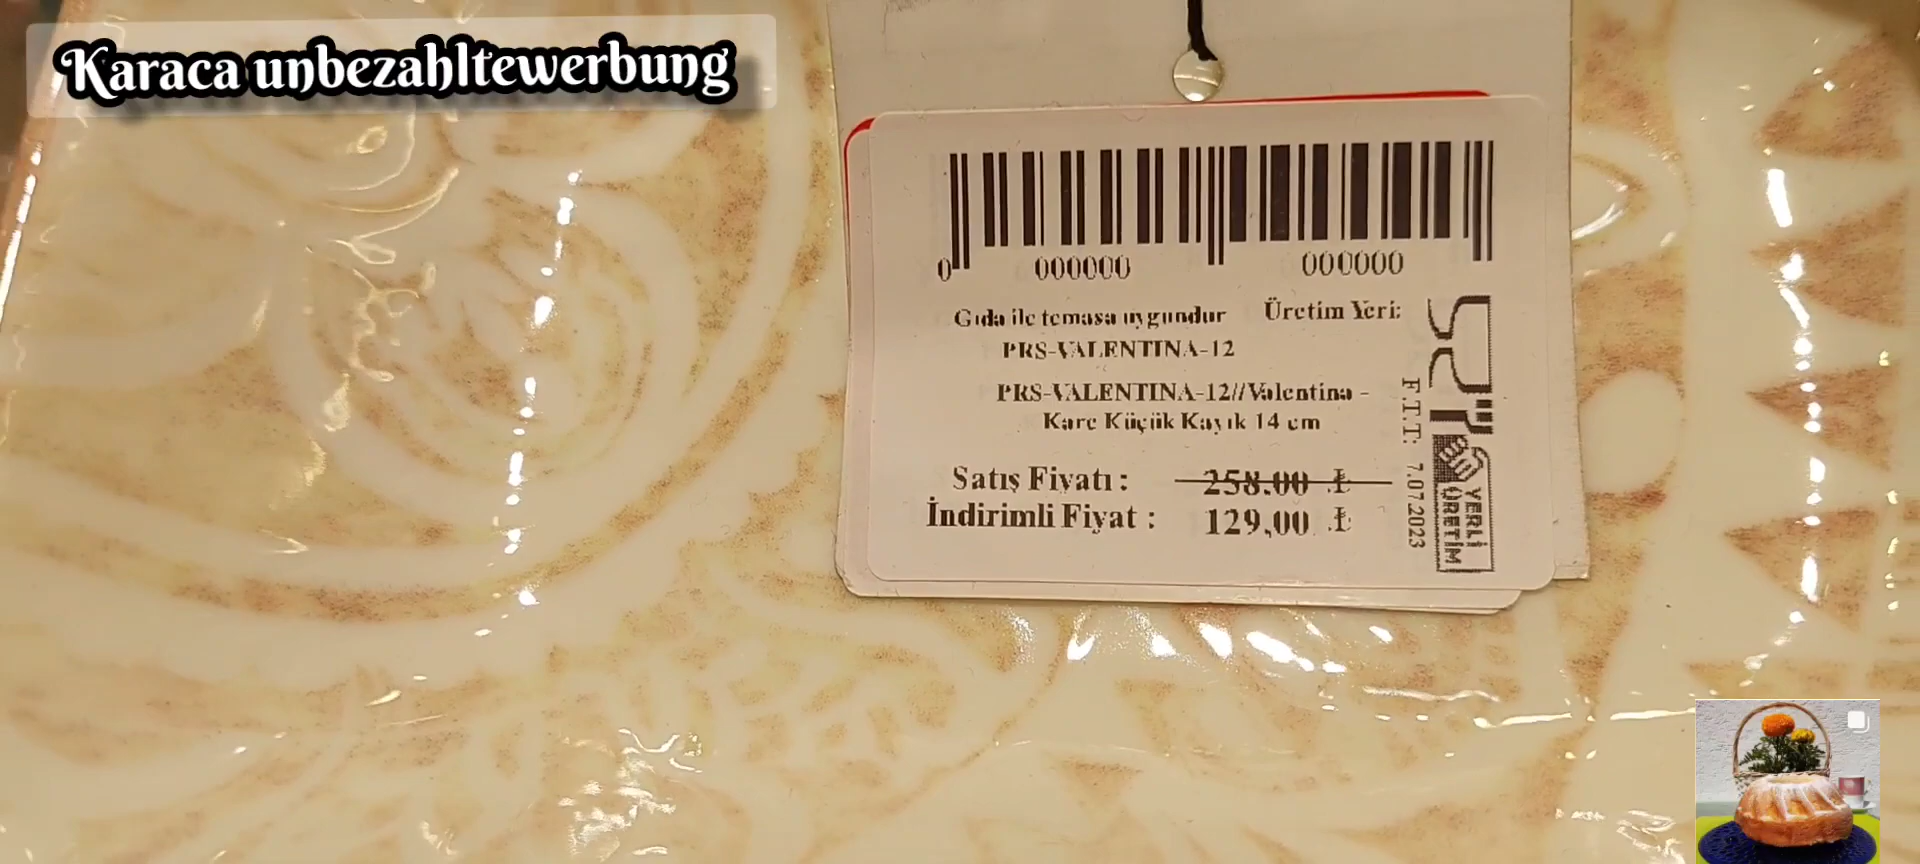 Karaca unbezahltewerbung
0 000000 000000
Gıda ile temasa uygundur
Üretim Yeri:
PRS-VALENTINA-12
PRS-VALENTINA-12//Valentina -
Kare Küçük Kayık 14 cm
Satış Fiyatı : 258.00 ₺
İndirimli Fiyat : 129,00 ₺
F.T.T: 7.07.2023
YERLİ
ÜRETİM